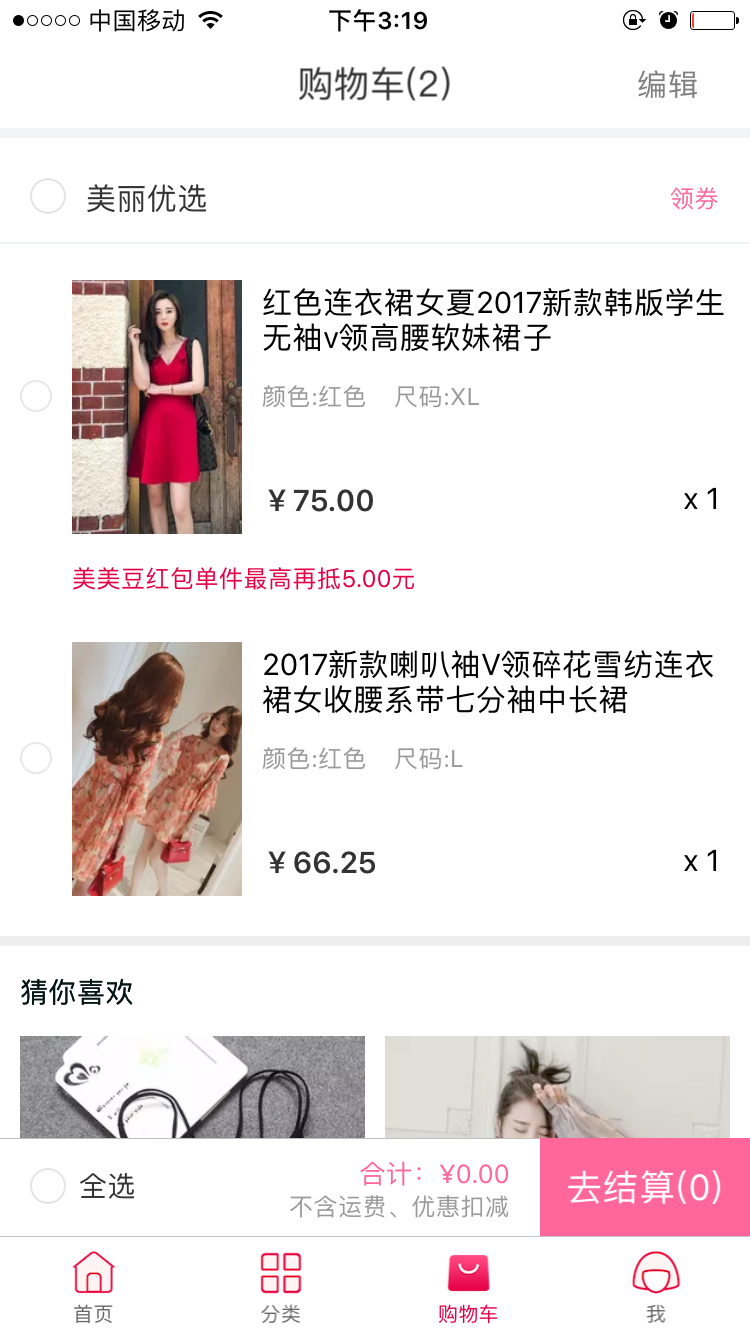 中国移动 下午3:19
购物车(2) 编辑
美丽优选 领券
红色连衣裙女夏2017新款韩版学生
无袖v领高腰软妹裙子
颜色:红色 尺码:XL
¥ 75.00 x 1
美美豆红包单件最高再抵5.00元
2017新款喇叭袖V领碎花雪纺连衣
裙女收腰系带七分袖中长裙
颜色:红色 尺码:L
¥ 66.25 x 1
猜你喜欢
全选 合计: ¥0.00 去结算(0)
不含运费、优惠扣减
首页 分类 购物车 我